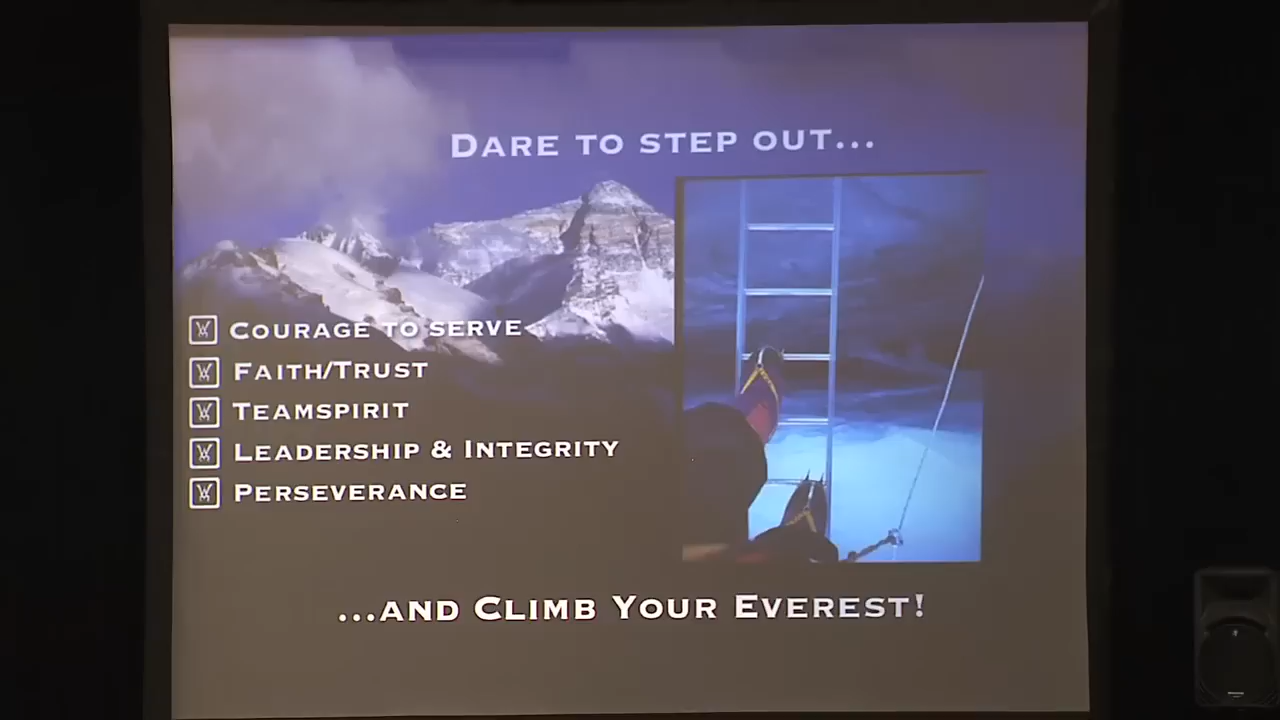 DARE TO STEP OUT...
COURAGE TO SERVE
FAITH/TRUST
TEAMSPIRIT
LEADERSHIP & INTEGRITY
PERSEVERANCE
...AND CLIMB YOUR EVEREST!